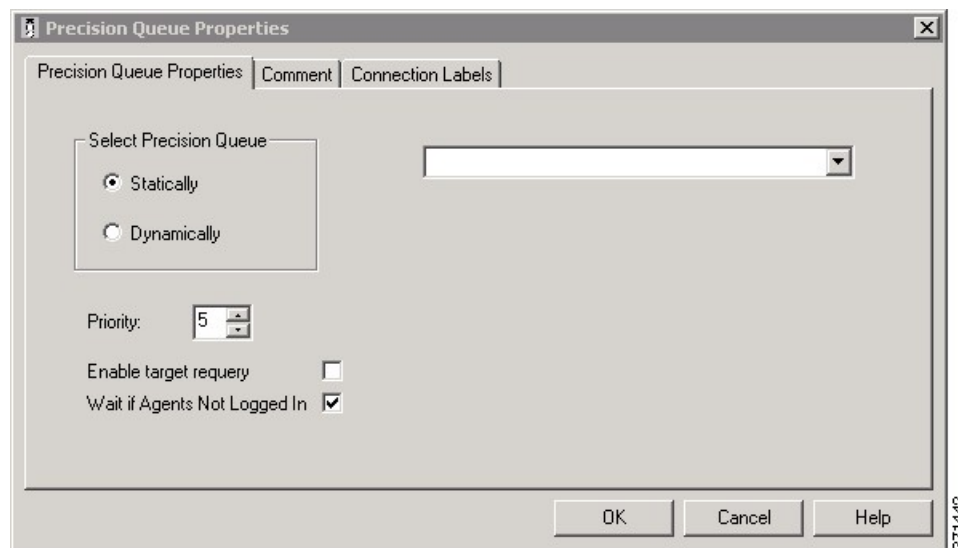 Precision Queue Properties
Precision Queue Properties
Comment
Connection Labels
Select Precision Queue
Statically
Dynamically
Priority:
5
Enable target requery
Wait if Agents Not Logged In
OK
Cancel
Help